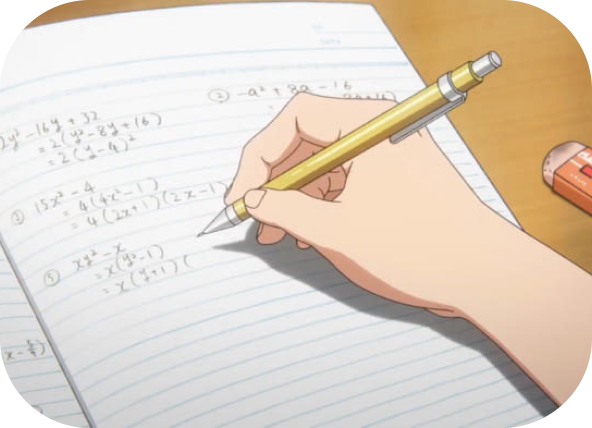 2y² -16y + 32
= 2(y² -8y + 16)
= 2(y -4)²
③ 15x² - 4
= 4(4x² - 1)
= 4(2x+1)(2x-1)
⑤ xy² - x
= x(y² -1)
= x(y+1)(
② -a² + 8a - 16
=